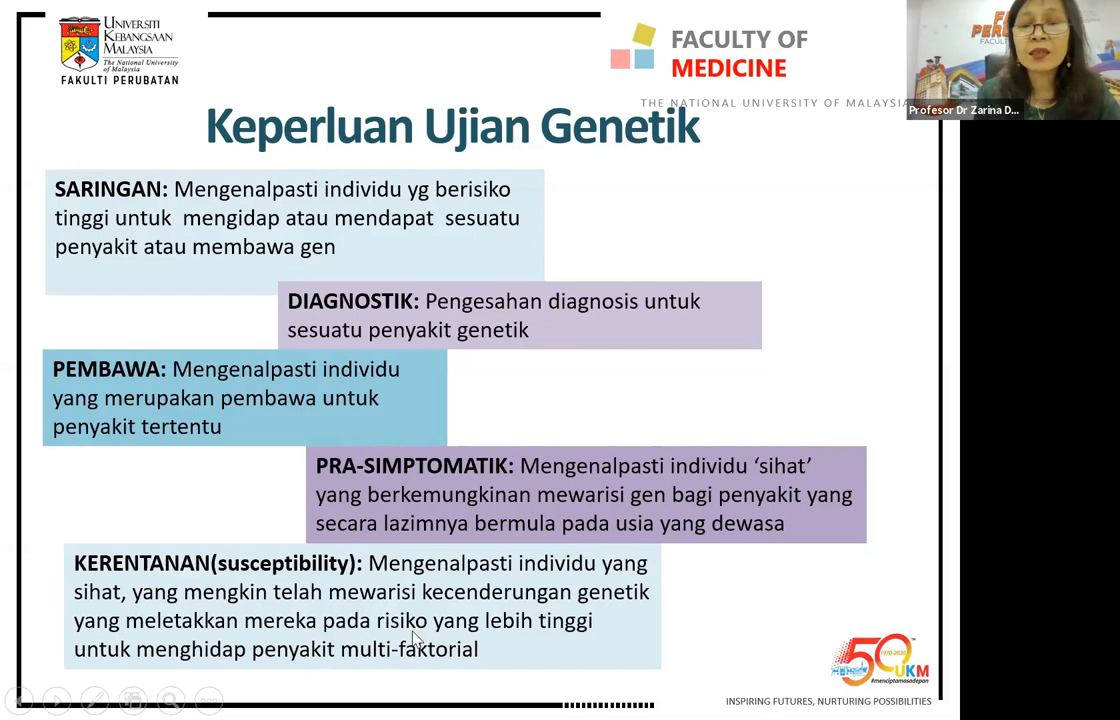 UNIVERSITI
KEBANGSAAN
MALAYSIA
The National University
of Malaysia
FAKULTI PERUBATAN
FACULTY OF
MEDICINE
THE NATIONAL UNIVERSITY OF MALAYSIA
Profesor Dr Zarina D...
Keperluan Ujian Genetik
SARINGAN: Mengenalpasti individu yg berisiko
tinggi untuk mengidap atau mendapat sesuatu
penyakit atau membawa gen
DIAGNOSTIK: Pengesahan diagnosis untuk
sesuatu penyakit genetik
PEMBAWA: Mengenalpasti individu
yang merupakan pembawa untuk
penyakit tertentu
PRA-SIMPTOMATIK: Mengenalpasti individu ‘sihat’
yang berkemungkinan mewarisi gen bagi penyakit yang
secara lazimnya bermula pada usia yang dewasa
KERENTANAN(susceptibility): Mengenalpasti individu yang
sihat, yang mengkin telah mewarisi kecenderungan genetik
yang meletakkan mereka pada risiko yang lebih tinggi
untuk menghidap penyakit multi-faktorial
50
1970-2020
UKM
#menciptamasadepan
INSPIRING FUTURES, NURTURING POSSIBILITIES